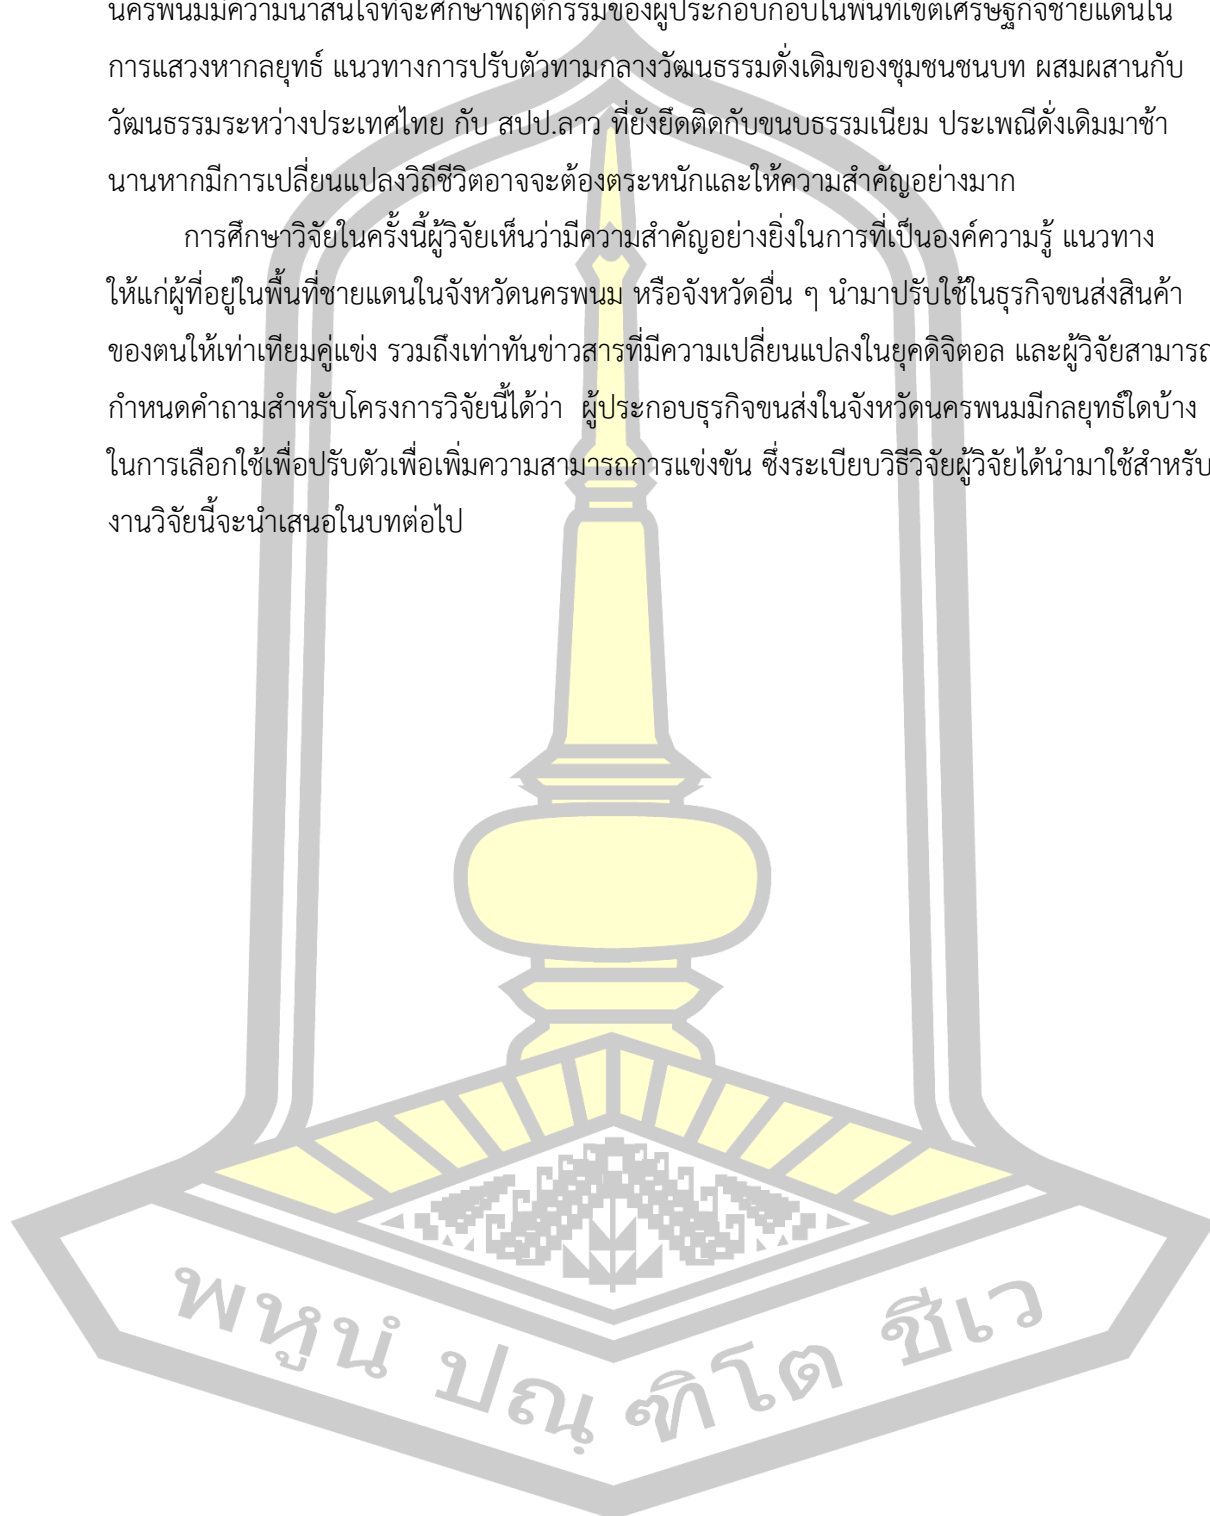 นครพนมมีความน่าสนใจที่จะศึกษาพฤติกรรมของผู้ประกอบกอบในพื้นที่เขตเศรษฐกิจชายแดนใน
การแสวงหากลยุทธ์ แนวทางการปรับตัวทามกลางวัฒนธรรมดั่งเดิมของชุมชนชนบท ผสมผสานกับ
วัฒนธรรมระหว่างประเทศไทย กับ สปป.ลาว ที่ยังยึดติดกับขนบธรรมเนียม ประเพณีดั่งเดิมมาช้า
นานหากมีการเปลี่ยนแปลงวิถีชีวิตอาจจะต้องตระหนักและให้ความสำคัญอย่างมาก
การศึกษาวิจัยในครั้งนี้ผู้วิจัยเห็นว่ามีความสำคัญอย่างยิ่งในการที่เป็นองค์ความรู้ แนวทาง
ให้แก่ผู้ที่อยู่ในพื้นที่ชายแดนในจังหวัดนครพนม หรือจังหวัดอื่น ๆ นำมาปรับใช้ในธุรกิจขนส่งสินค้า
ของตนให้เท่าเทียมคู่แข่ง รวมถึงเท่าทันข่าวสารที่มีความเปลี่ยนแปลงในยุคดิจิตอล และผู้วิจัยสามารถ
กำหนดคำถามสำหรับโครงการวิจัยนี้ได้ว่า ผู้ประกอบธุรกิจขนส่งในจังหวัดนครพนมมีกลยุทธ์ใดบ้าง
ในการเลือกใช้เพื่อปรับตัวเพื่อเพิ่มความสามารถการแข่งขัน ซึ่งระเบียบวิธีวิจัยผู้วิจัยได้นำมาใช้สำหรับ
งานวิจัยนี้จะนำเสนอในบทต่อไป
พหูนํ ปณฺฑิโต ชีเว